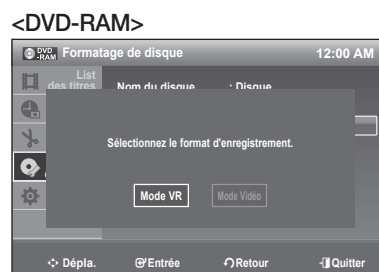 <DVD-RAM>
DVD -RAM Formatage de disque 12:00 AM
List
des titres Nom du disque : Disque
Sélectionnez le format d'enregistrement.
Mode VR Mode Vidéo
Dépla. Entrée Retour Quitter